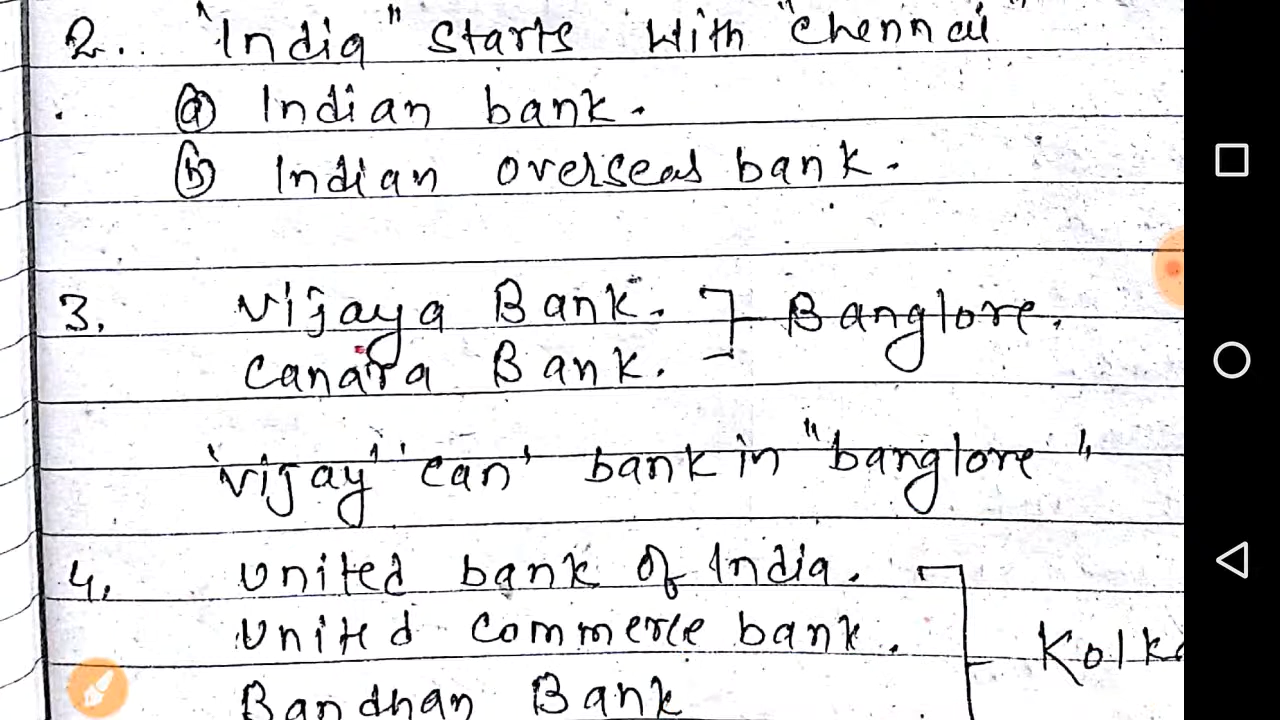 2. "India" starts with "Chennai"
(a) Indian bank.
(b) Indian overseas bank.
3. Vijaya Bank. ] Banglore.
Canara Bank.
'Vijay' 'can' bank in "banglore"
4. United bank of India.
United Commerce bank.
Bandhan Bank